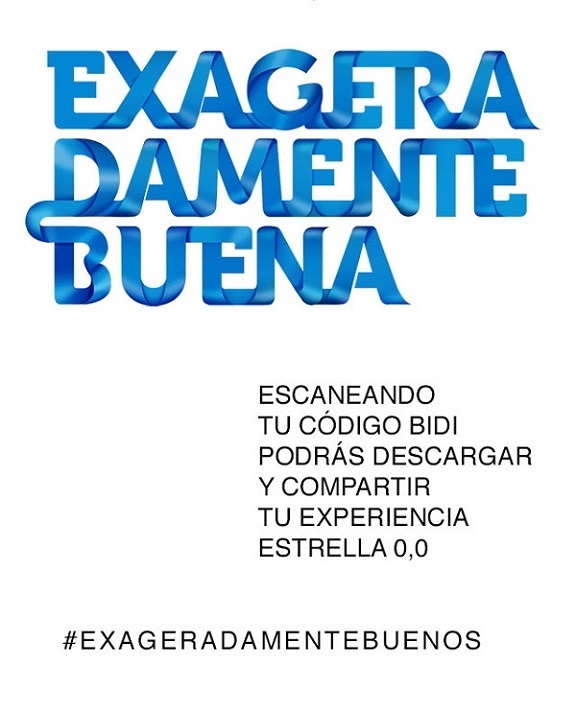 EXAGERA
DAMENTE
BUENA
ESCANEANDO
TU CÓDIGO BIDI
PODRÁS DESCARGAR
Y COMPARTIR
TU EXPERIENCIA
ESTRELLA 0,0
#EXAGERADAMENTEBUENOS